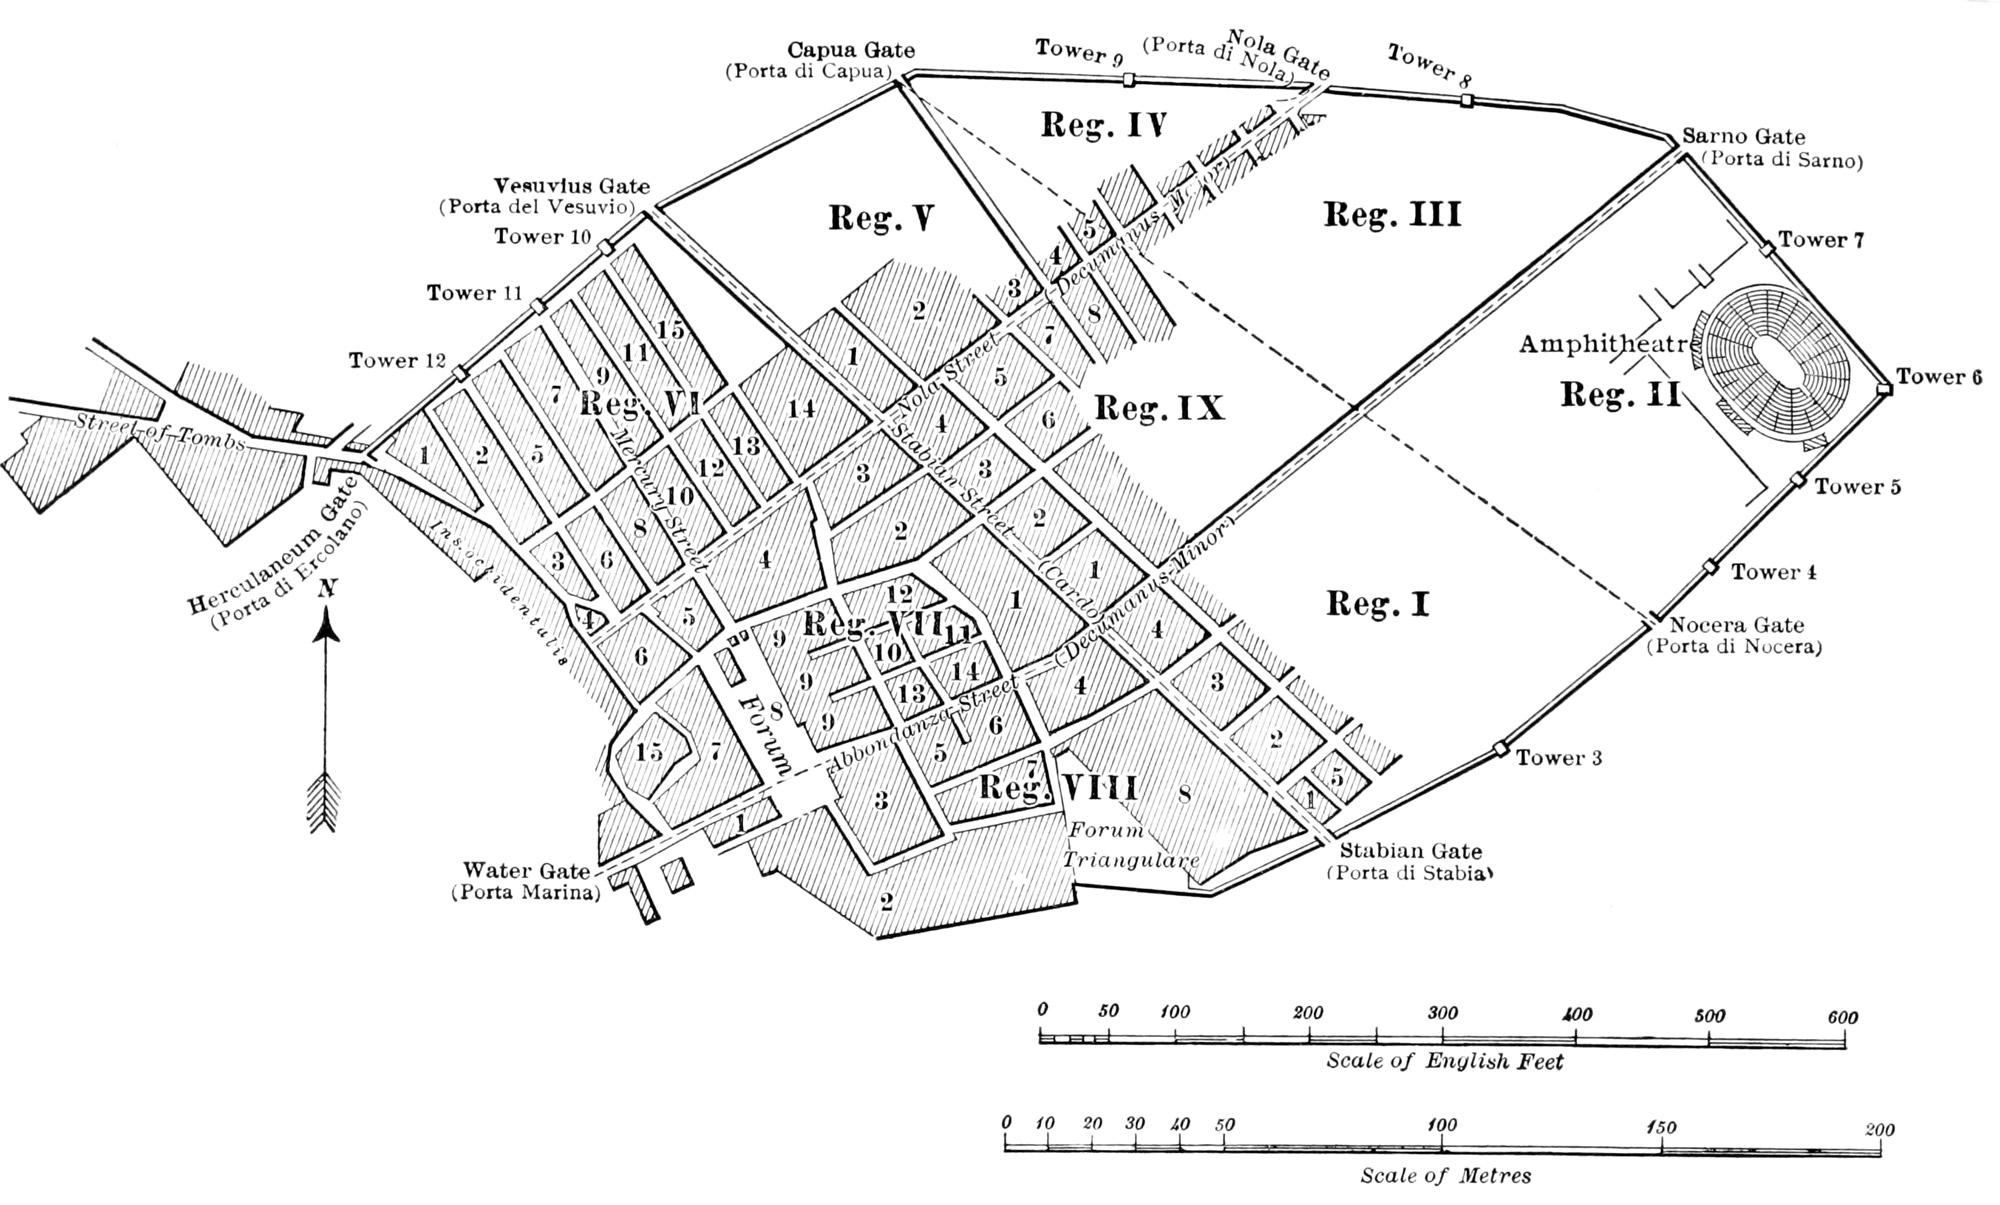 Capua Gate
(Porta di Capua)
Tower 9
Nola Gate
(Porta di Nola)
Tower 8
Sarno Gate
(Porta di Sarno)
Reg. IV
Vesuvius Gate
(Porta del Vesuvio)
Reg. V
Reg. III
Tower 10
Tower 7
Tower 11
Tower 12
Amphitheatre
Tower 6
Reg. II
Decumanus Major)
5
4
3
2
8
7
15
11
9
7
1
5
Nola Street
Reg. VI
Reg. IX
14
4
6
Street of Tombs
1
2
5
13
12
10
3
3
Mercury Street
Stabian Street
Tower 5
Herculaneum Gate
(Porta di Ercolano)
Ins. occidentalis
8
2
2
3
6
4
1
(Cardo)
(Decumanus Minor)
Tower 4
N
4
5
12
1
Reg. I
Nocera Gate
(Porta di Nocera)
9
Reg. VII
11
4
6
10
14
9
13
4
3
8
9
Abbondanza Street
6
2
15
7
Forum
5
7
5
Tower 3
Reg. VIII
8
1
3
1
Forum
Triangulare
Stabian Gate
(Porta di Stabia)
Water Gate
(Porta Marina)
2
0 50 100 200 300 400 500 600
Scale of English Feet
0 10 20 30 40 50 100 150 200
Scale of Metres